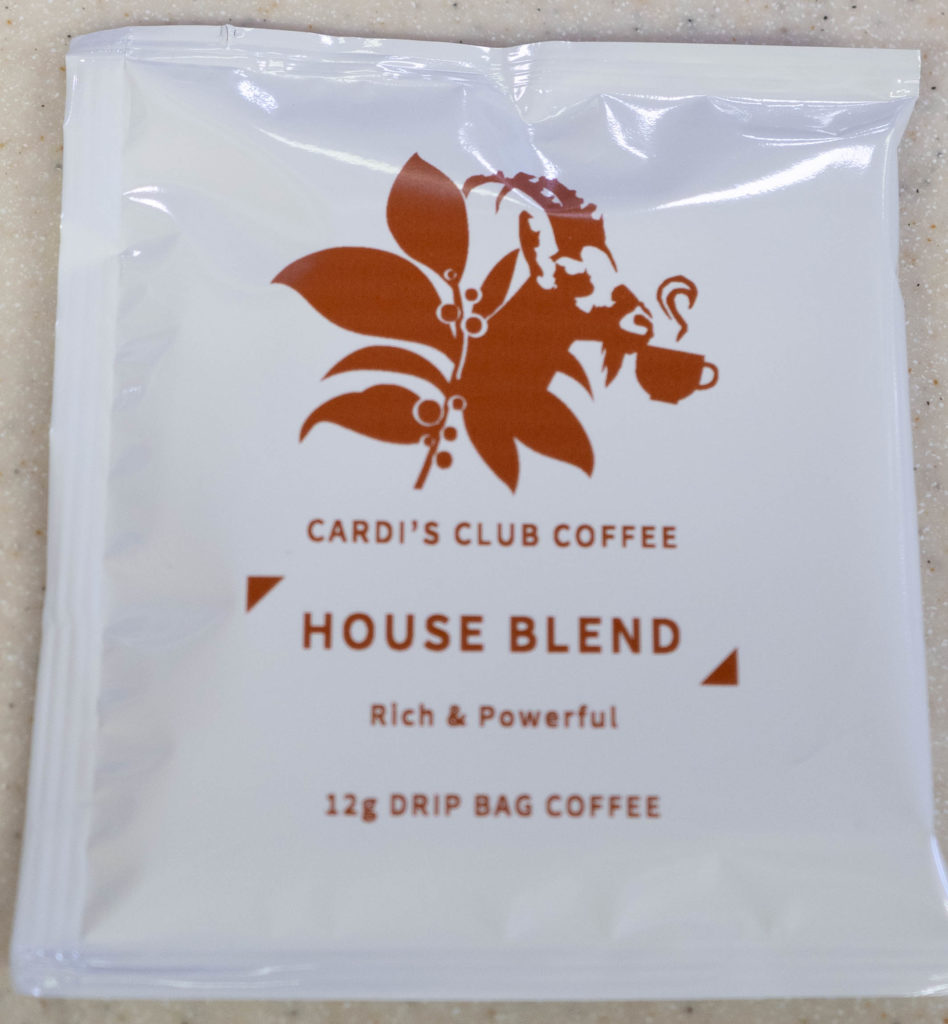 CARDI'S CLUB COFFEE
HOUSE BLEND
Rich & Powerful
12g DRIP BAG COFFEE